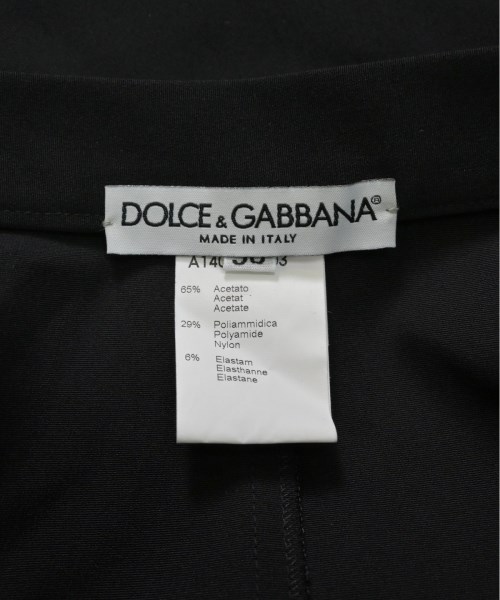 DOLCE & GABBANA®
MADE IN ITALY
65% Acetato
Acetat
Acetate
29% Poliammidica
Polyamide
Nylon
6% Elastam
Elasthanne
Elastane